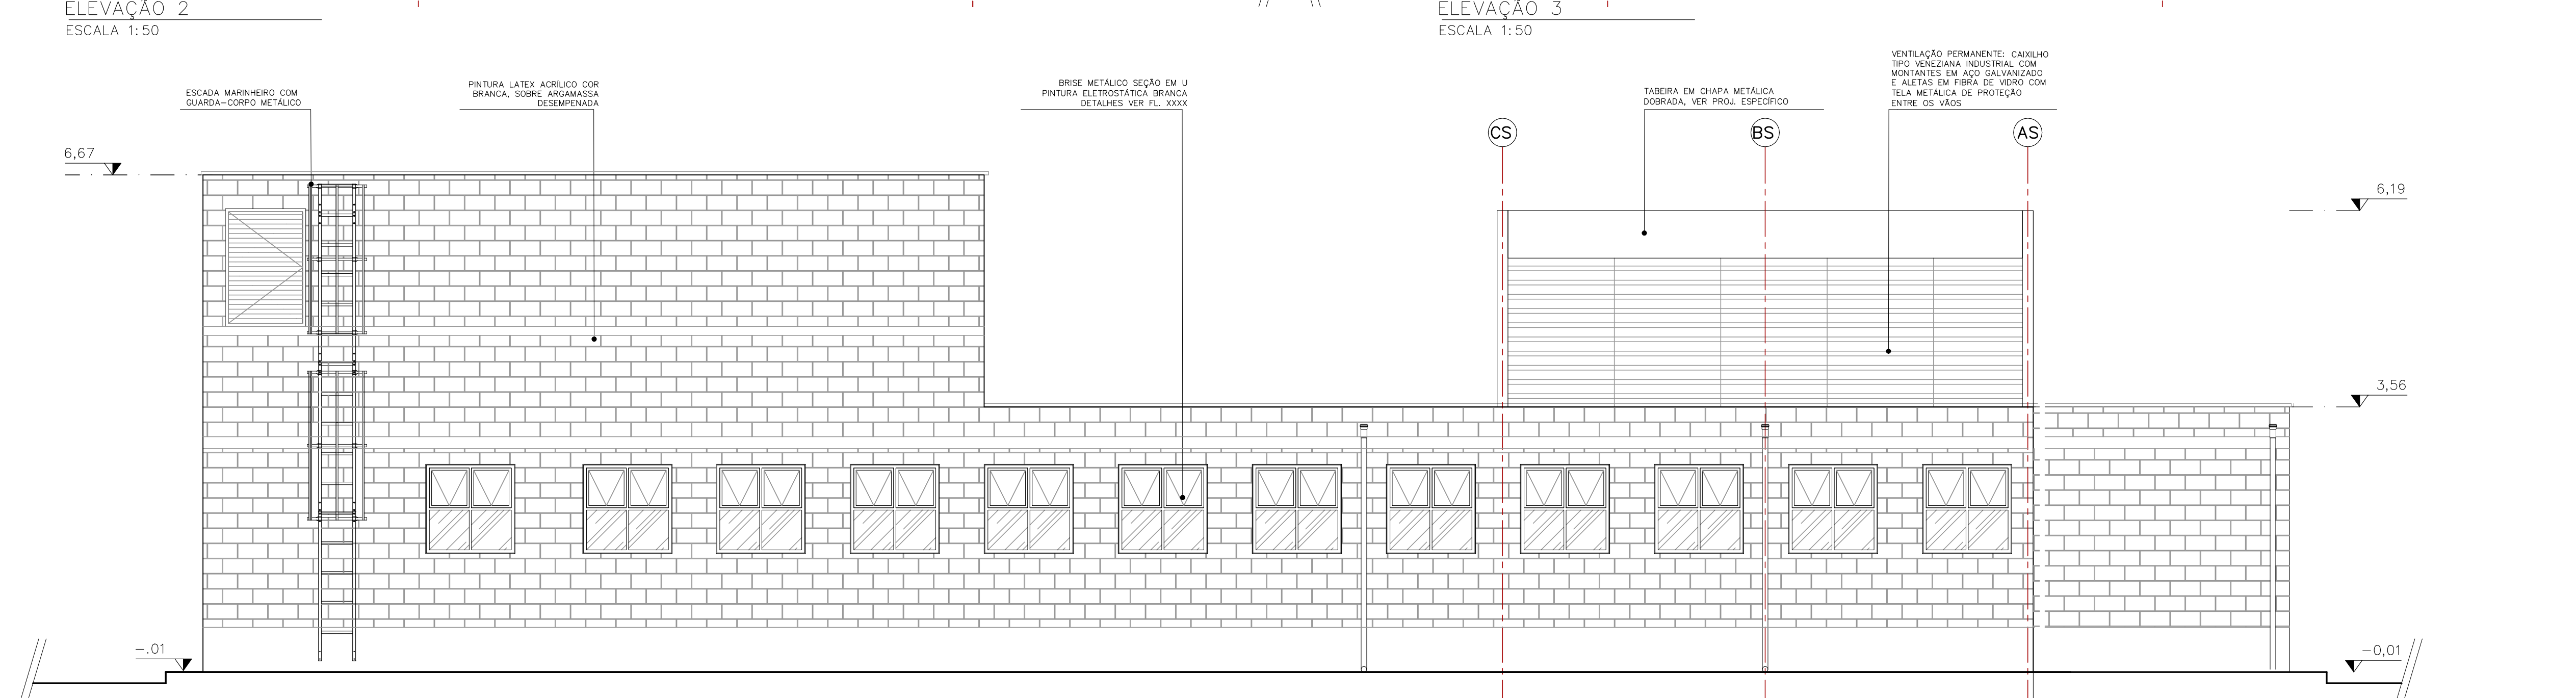 ELEVAÇÃO 2
ESCALA 1:50
ELEVAÇÃO 3
ESCALA 1:50
ESCADA MARINHEIRO COM
GUARDA-CORPO METÁLICO
PINTURA LATEX ACRÍLICO COR
BRANCA, SOBRE ARGAMASSA
DESEMPENADA
BRISE METÁLICO SEÇÃO EM U
PINTURA ELETROSTÁTICA BRANCA
DETALHES VER FL. XXXX
TABEIRA EM CHAPA METÁLICA
DOBRADA, VER PROJ. ESPECÍFICO
VENTILAÇÃO PERMANENTE: CAIXILHO
TIPO VENEZIANA INDUSTRIAL COM
MONTANTES EM AÇO GALVANIZADO
E ALETAS EM FIBRA DE VIDRO COM
TELA METÁLICA DE PROTEÇÃO
ENTRE OS VÃOS
CS
BS
AS
6,67
6,19
3,56
-.01
-0,01